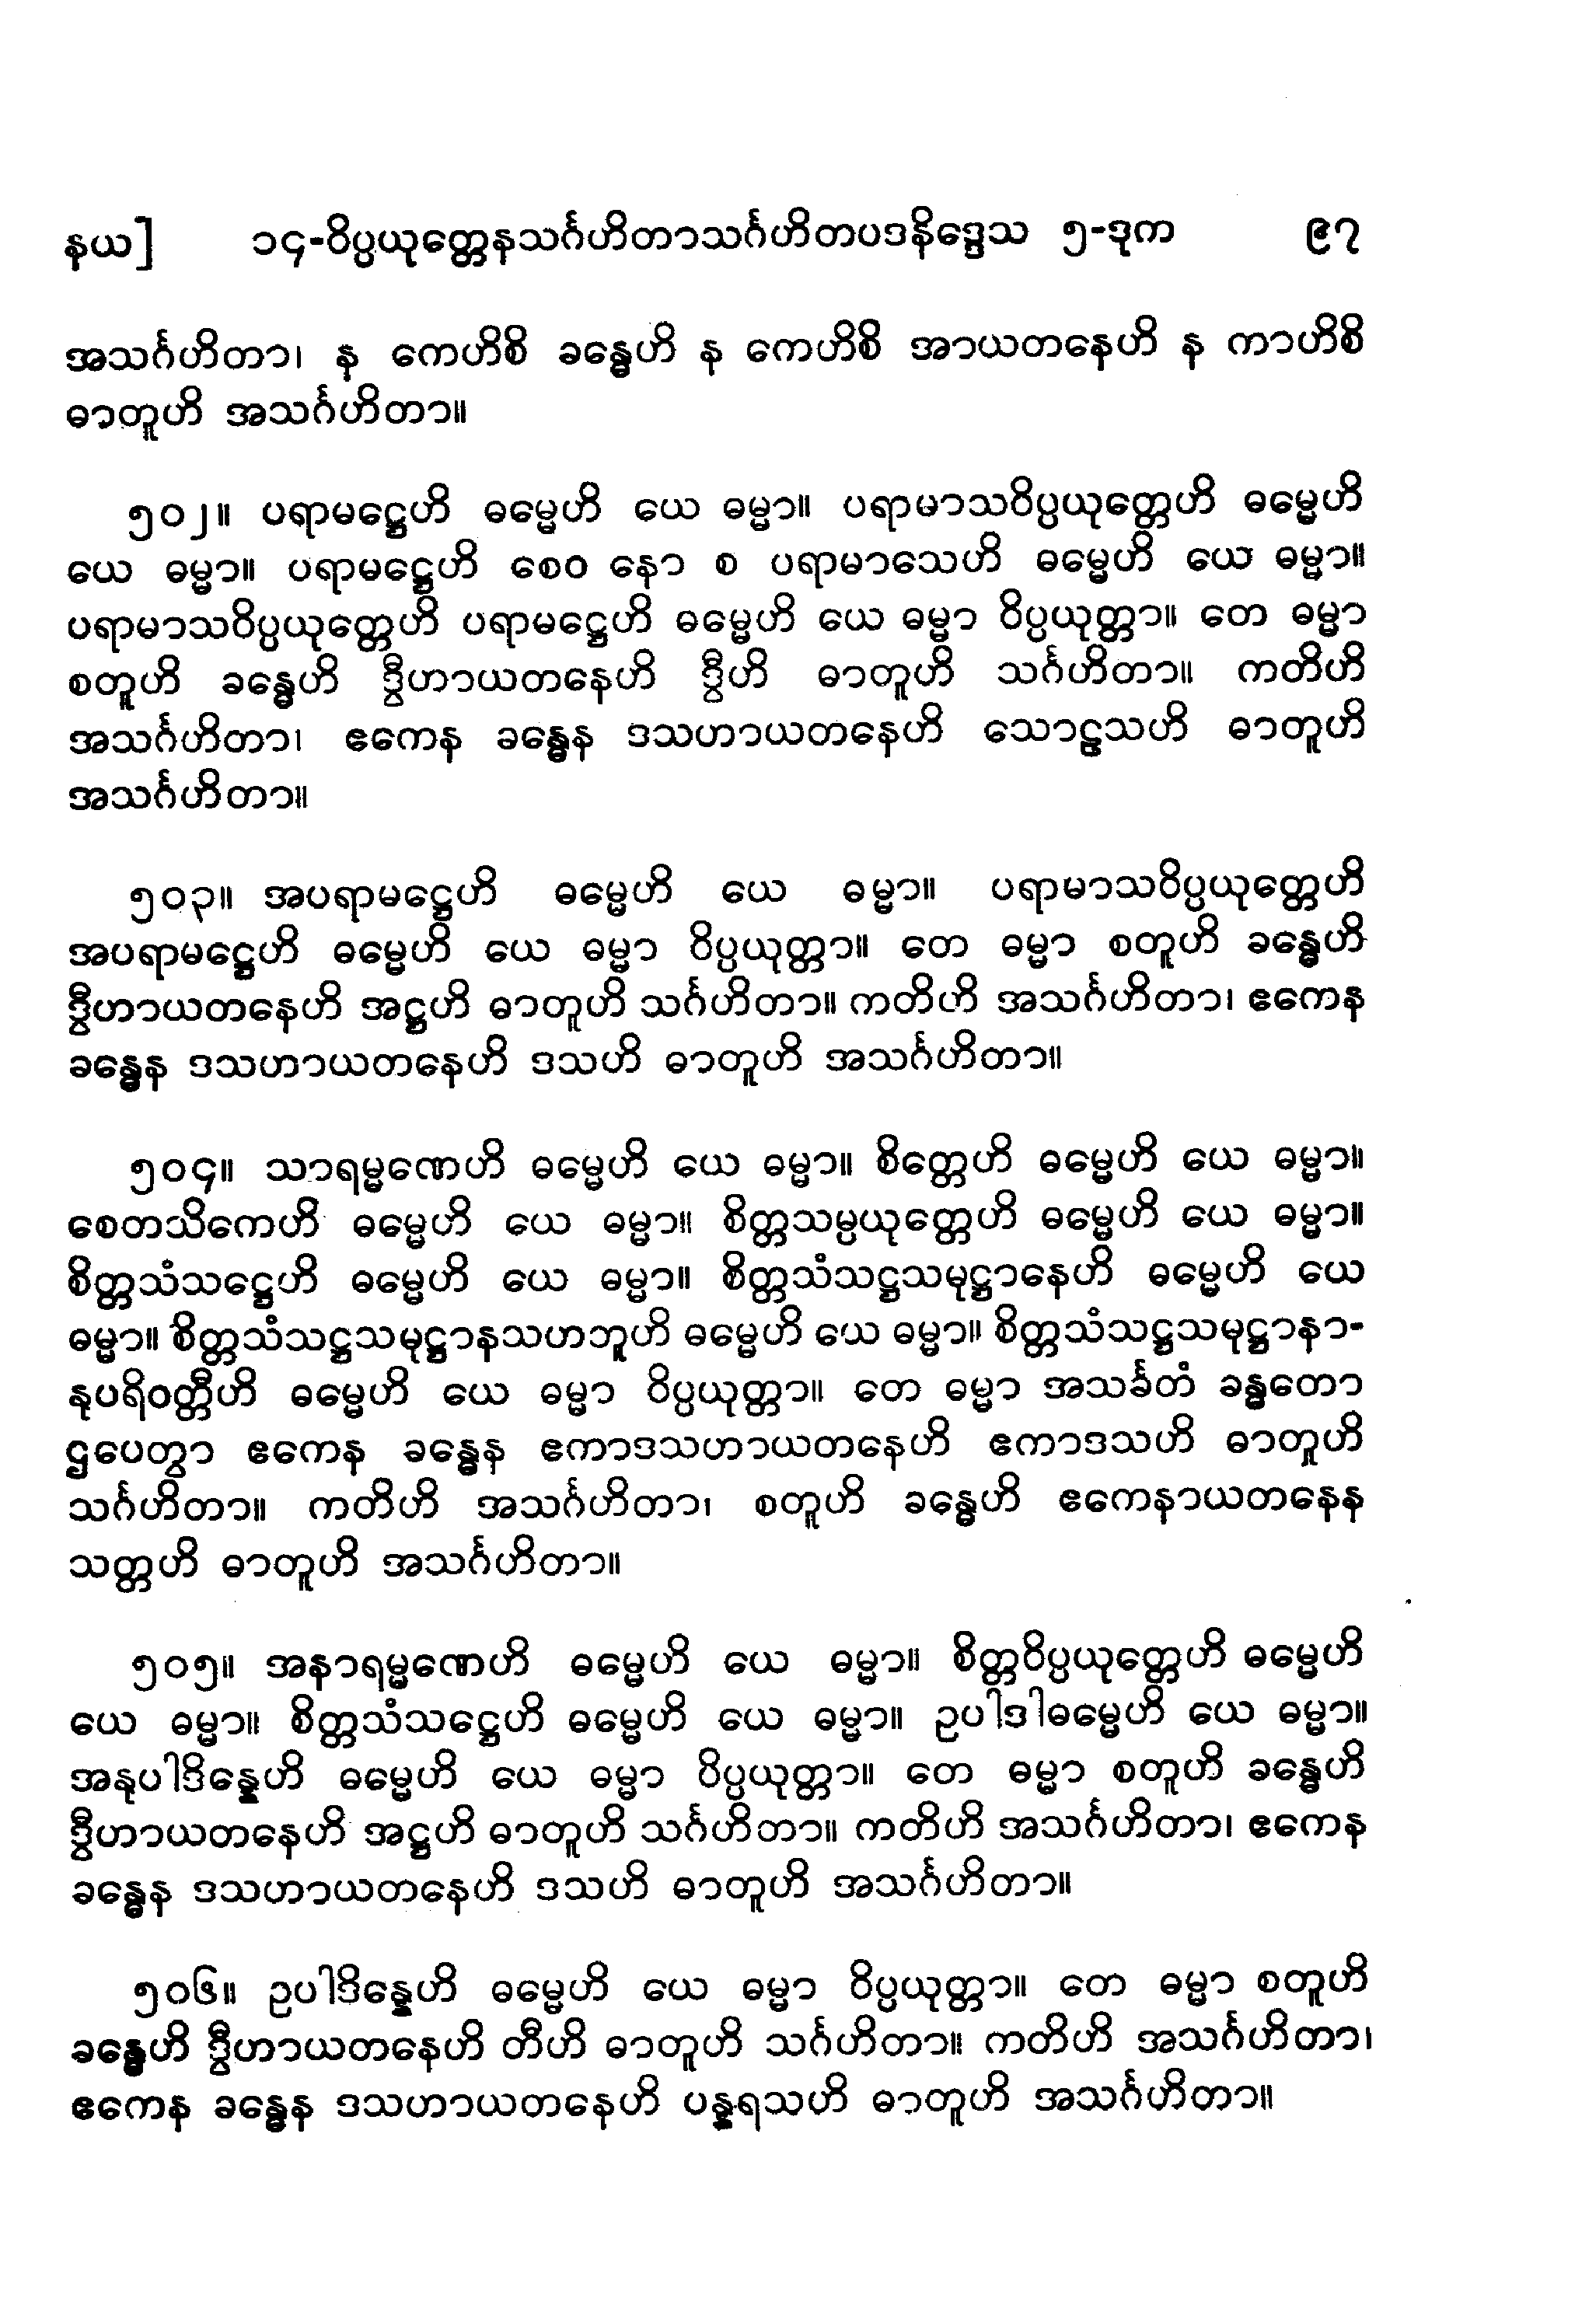 နယ] ၁၄-ဝိပ္ပယုတ္တေနသင်္ဂဟိတာသင်္ဂဟိတပဒနိဒ္ဒေသ ၅-ဒုက ၉၇
အသင်္ဂဟိတာ၊ န ကေဟိစိ ခန္ဓေဟိ န ကေဟိစိ အာယတနေဟိ န ကာဟိစိ
ဓာတူဟိ အသင်္ဂဟိတာ။
၅၀၂။ ပရာမဋ္ဌေဟိ ဓမ္မေဟိ ယေ ဓမ္မာ။ ပရာမာသဝိပ္ပယုတ္တေဟိ ဓမ္မေဟိ
ယေ ဓမ္မာ။ ပရာမဋ္ဌေဟိ စေဝ နော စ ပရာမာသေဟိ ဓမ္မေဟိ ယေ ဓမ္မာ။
ပရာမာသဝိပ္ပယုတ္တေဟိ ပရာမဋ္ဌေဟိ ဓမ္မေဟိ ယေ ဓမ္မာ ဝိပ္ပယုတ္တာ။ တေ ဓမ္မာ
စတူဟိ ခန္ဓေဟိ ဒွီဟာယတနေဟိ ဒွီဟိ ဓာတူဟိ သင်္ဂဟိတာ။ ကတိဟိ
အသင်္ဂဟိတာ၊ ဧကေန ခန္ဓေန ဒသဟာယတနေဟိ သောဠသဟိ ဓာတူဟိ
အသင်္ဂဟိတာ။
၅၀၃။ အပရာမဋ္ဌေဟိ ဓမ္မေဟိ ယေ ဓမ္မာ။ ပရာမာသဝိပ္ပယုတ္တေဟိ
အပရာမဋ္ဌေဟိ ဓမ္မေဟိ ယေ ဓမ္မာ ဝိပ္ပယုတ္တာ။ တေ ဓမ္မာ စတူဟိ ခန္ဓေဟိ
ဒွီဟာယတနေဟိ အဋ္ဌဟိ ဓာတူဟိ သင်္ဂဟိတာ။ ကတိဟိ အသင်္ဂဟိတာ၊ ဧကေန
ခန္ဓေန ဒသဟာယတနေဟိ ဒသဟိ ဓာတူဟိ အသင်္ဂဟိတာ။
၅၀၄။ သာရမ္မဏေဟိ ဓမ္မေဟိ ယေ ဓမ္မာ။ စိတ္တေဟိ ဓမ္မေဟိ ယေ ဓမ္မာ။
စေတသိကေဟိ ဓမ္မေဟိ ယေ ဓမ္မာ။ စိတ္တသမ္ပယုတ္တေဟိ ဓမ္မေဟိ ယေ ဓမ္မာ။
စိတ္တသံသဋ္ဌေဟိ ဓမ္မေဟိ ယေ ဓမ္မာ။ စိတ္တသံသဋ္ဌသမုဋ္ဌာနေဟိ ဓမ္မေဟိ ယေ
ဓမ္မာ။ စိတ္တသံသဋ္ဌသမုဋ္ဌာနသဟဘူဟိ ဓမ္မေဟိ ယေ ဓမ္မာ။ စိတ္တသံသဋ္ဌသမုဋ္ဌာနာ-
နုပရိဝတ္တီဟိ ဓမ္မေဟိ ယေ ဓမ္မာ ဝိပ္ပယုတ္တာ။ တေ ဓမ္မာ အသင်္ခတံ ခန္ဓတော
ဌပေတွာ ဧကေန ခန္ဓေန ဧကာဒသဟာယတနေဟိ ဧကာဒသဟိ ဓာတူဟိ
သင်္ဂဟိတာ။ ကတိဟိ အသင်္ဂဟိတာ၊ စတူဟိ ခန္ဓေဟိ ဧကေနာယတနေန
သတ္တဟိ ဓာတူဟိ အသင်္ဂဟိတာ။
၅၀၅။ အနာရမ္မဏေဟိ ဓမ္မေဟိ ယေ ဓမ္မာ။ စိတ္တဝိပ္ပယုတ္တေဟိ ဓမ္မေဟိ
ယေ ဓမ္မာ။ စိတ္တသံသဋ္ဌေဟိ ဓမ္မေဟိ ယေ ဓမ္မာ။ ဥပါဒါဓမ္မေဟိ ယေ ဓမ္မာ။
အနုပါဒိန္နေဟိ ဓမ္မေဟိ ယေ ဓမ္မာ ဝိပ္ပယုတ္တာ။ တေ ဓမ္မာ စတူဟိ ခန္ဓေဟိ
ဒွီဟာယတနေဟိ အဋ္ဌဟိ ဓာတူဟိ သင်္ဂဟိတာ။ ကတိဟိ အသင်္ဂဟိတာ၊ ဧကေန
ခန္ဓေန ဒသဟာယတနေဟိ ဒသဟိ ဓာတူဟိ အသင်္ဂဟိတာ။
၅၀၆။ ဥပါဒိန္နေဟိ ဓမ္မေဟိ ယေ ဓမ္မာ ဝိပ္ပယုတ္တာ။ တေ ဓမ္မာ စတူဟိ
ခန္ဓေဟိ ဒွီဟာယတနေဟိ တီဟိ ဓာတူဟိ သင်္ဂဟိတာ။ ကတိဟိ အသင်္ဂဟိတာ၊
ဧကေန ခန္ဓေန ဒသဟာယတနေဟိ ပန္နရသဟိ ဓာတူဟိ အသင်္ဂဟိတာ။